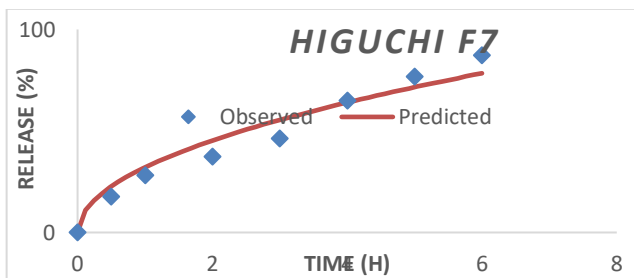 100
HIGUCHI F7
RELEASE (%)
Observed Predicted
0
0 2 4 6 8
TIME (H)